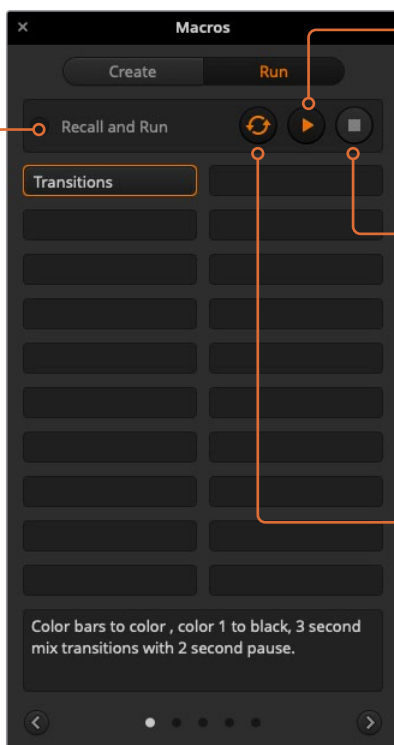 Macros
Create Run
Recall and Run
Transitions
Color bars to color , color 1 to black, 3 second
mix transitions with 2 second pause.